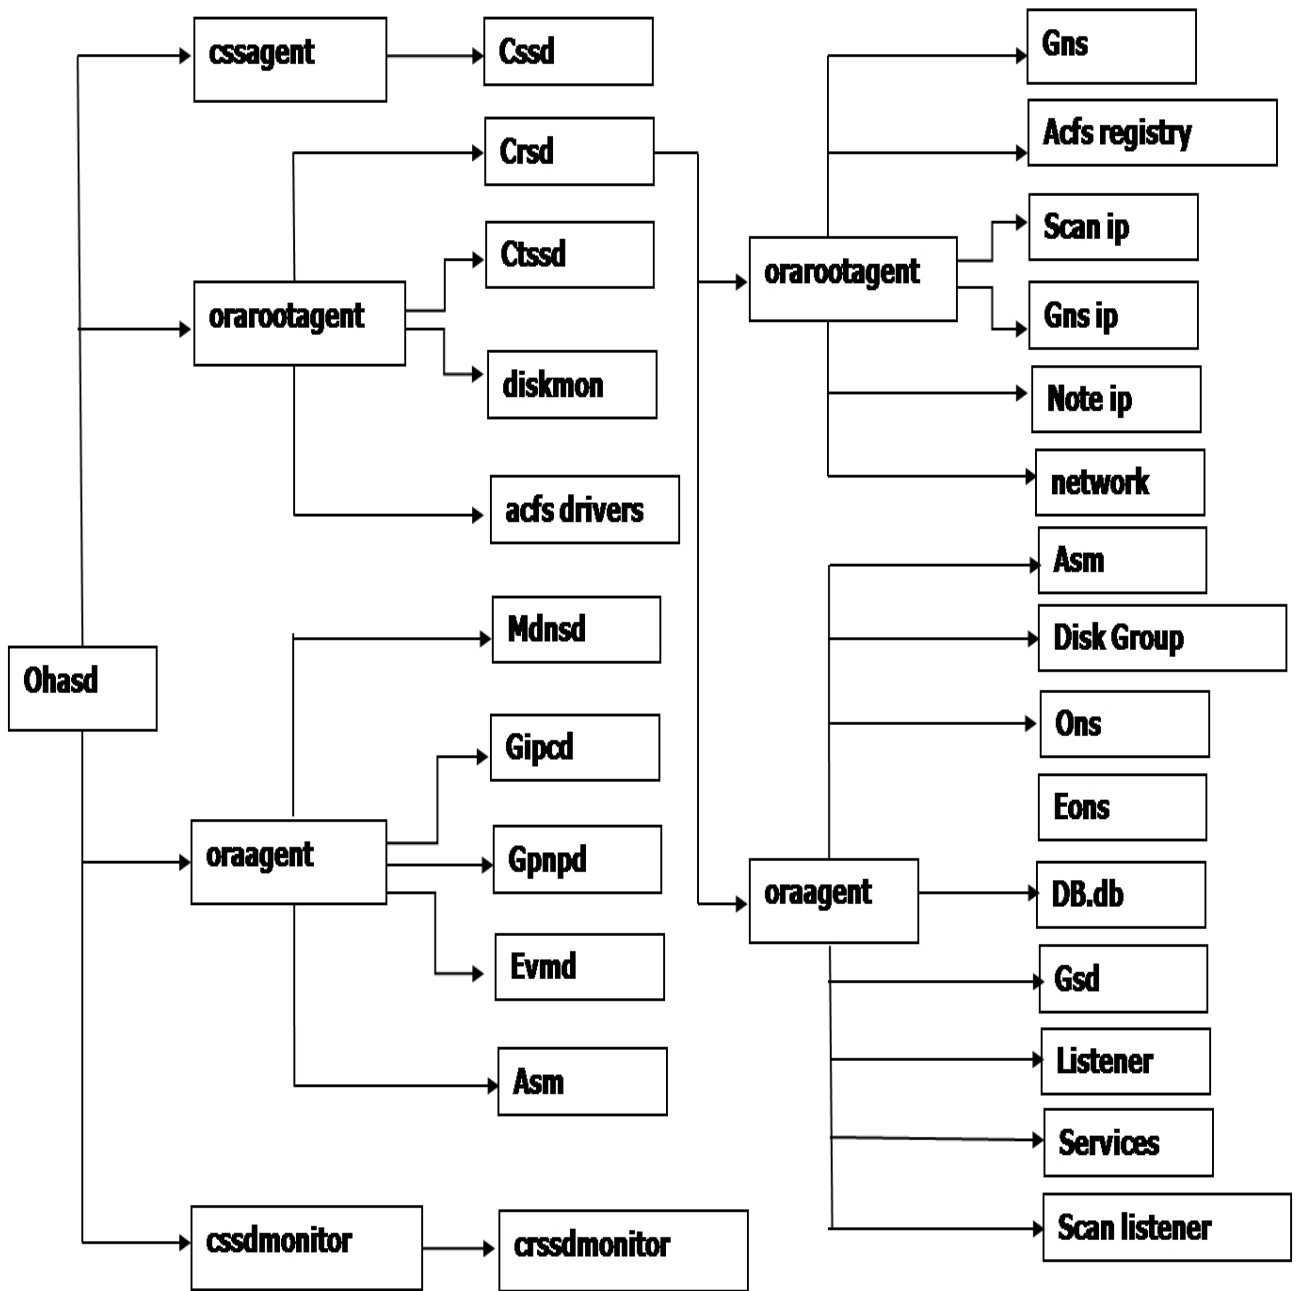 Ohasd
cssagent
orarootagent
oraagent
cssdmonitor
Cssd
Crsd
Ctssd
diskmon
acfs drivers
Mdnsd
Gipcd
Gpnpd
Evmd
Asm
crssdmonitor
orarootagent
oraagent
Gns
Acfs registry
Scan ip
Gns ip
Note ip
network
Asm
Disk Group
Ons
Eons
DB.db
Gsd
Listener
Services
Scan listener